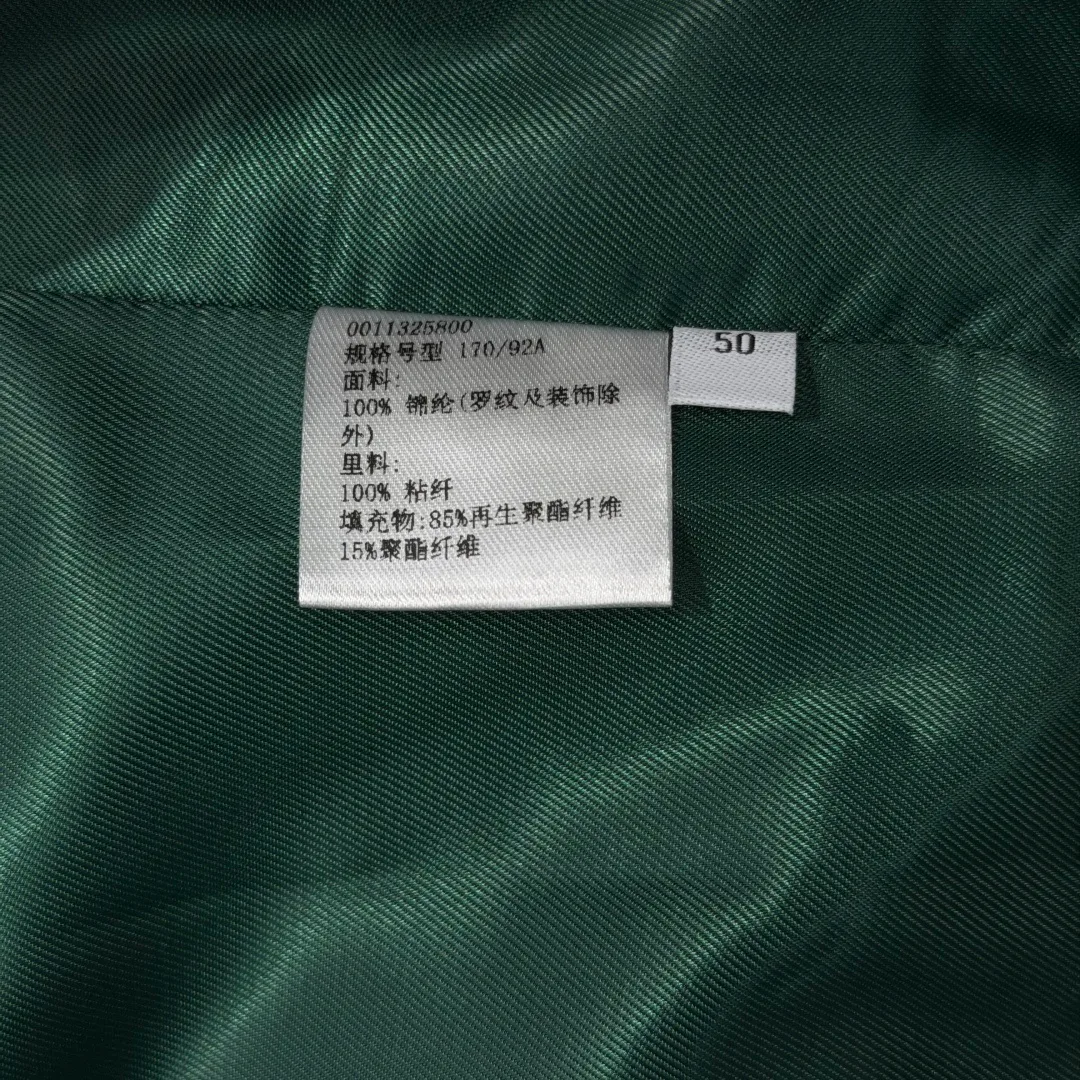 0011325800
规格号型 170/92A
面料:
100% 锦纶(罗纹及装饰除
外)
里料:
100% 粘纤
填充物:85%再生聚酯纤维
15%聚酯纤维
50